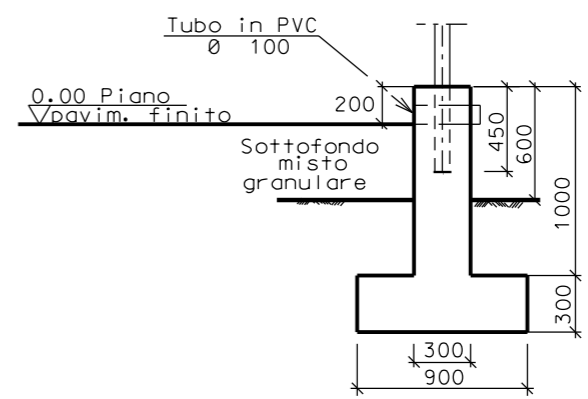 Tubo in PVC
Ø 100
0.00 Piano
pavim. finito
200
450
600
1000
Sottofondo
misto
granulare
300
300
900